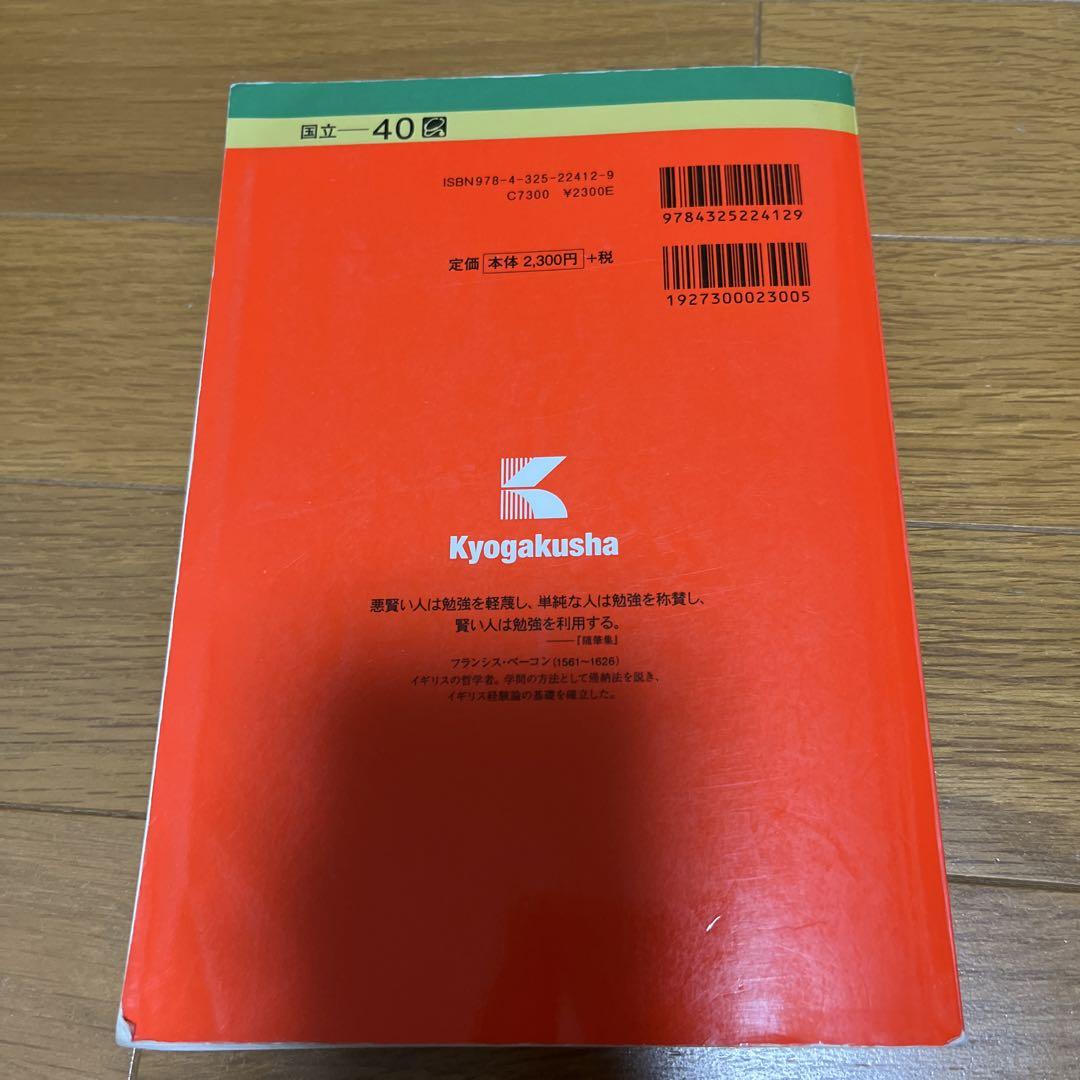 国立―40
ISBN978-4-325-22412-9
C7300 ¥2300E
9784325224129
定価 本体 2,300円 +税
1927300023005
Kyogakusha
悪賢い人は勉強を軽蔑し、単純な人は勉強を称賛し、
賢い人は勉強を利用する。
――『随筆集』
フランシス・ベーコン(1561〜1626)
イギリスの哲学者。学問の方法として帰納法を説き、
イギリス経験論の基礎を確立した。